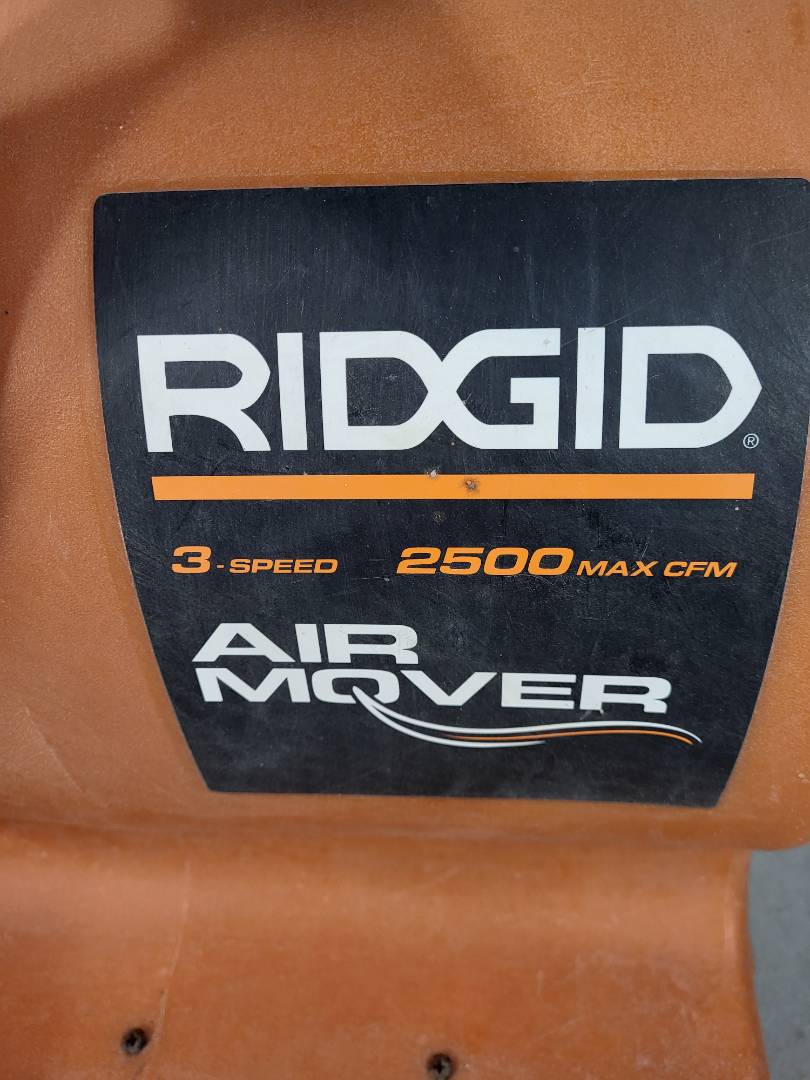 RIDGID®
3-SPEED 2500 MAX CFM
AIR
MOVER